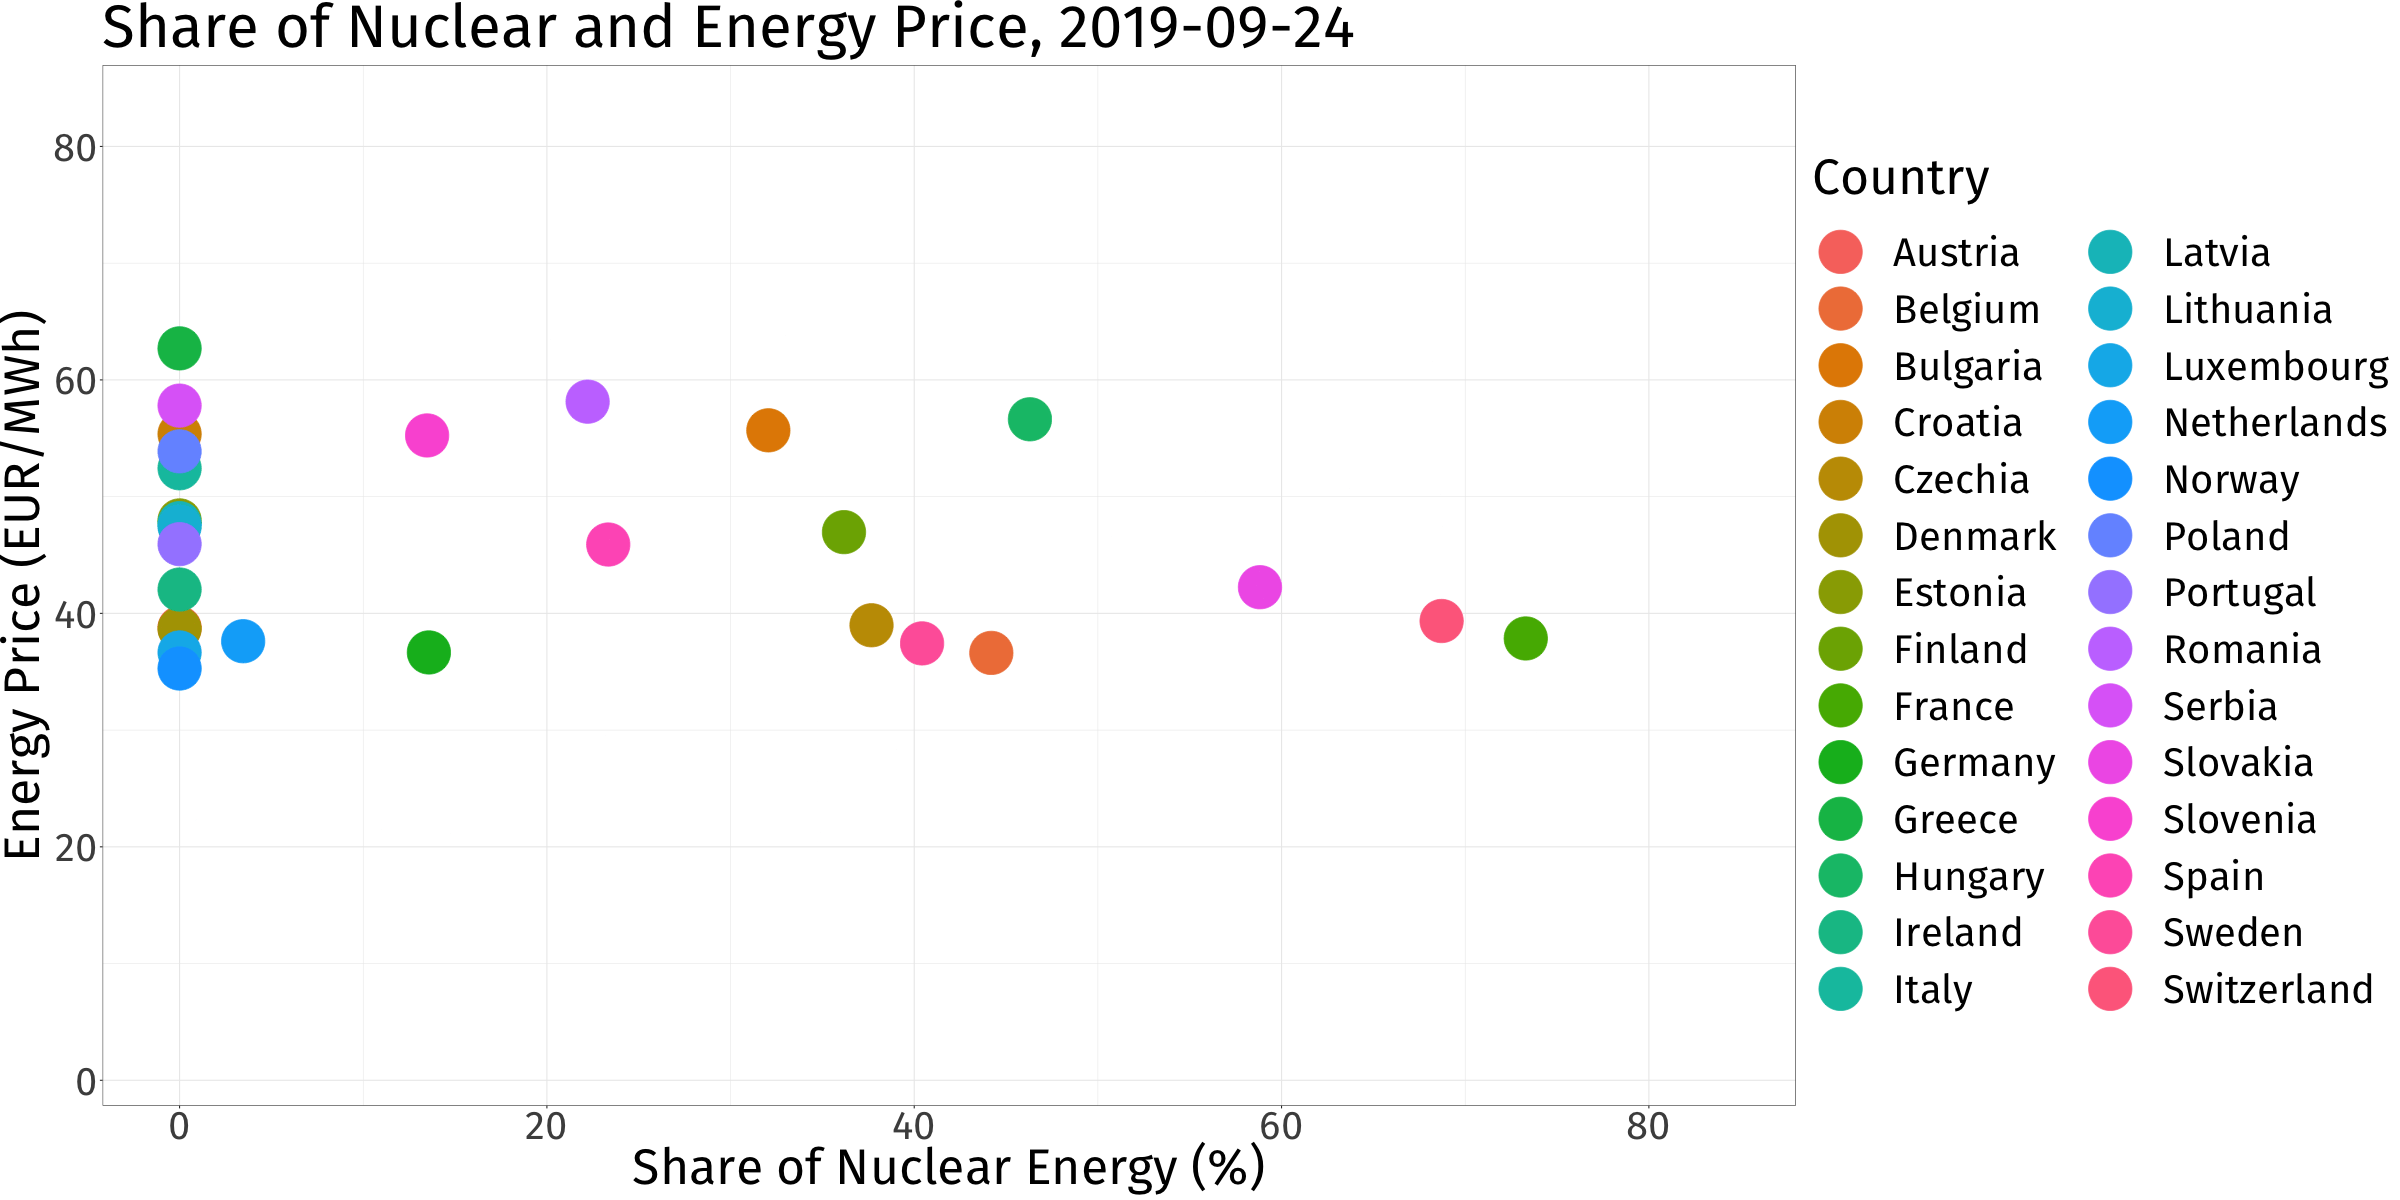 Share of Nuclear and Energy Price, 2019-09-24
Energy Price (EUR/MWh)
80
60
40
20
0
0 20 40 60 80
Share of Nuclear Energy (%)
Country
Austria
Belgium
Bulgaria
Croatia
Czechia
Denmark
Estonia
Finland
France
Germany
Greece
Hungary
Ireland
Italy
Latvia
Lithuania
Luxembourg
Netherlands
Norway
Poland
Portugal
Romania
Serbia
Slovakia
Slovenia
Spain
Sweden
Switzerland